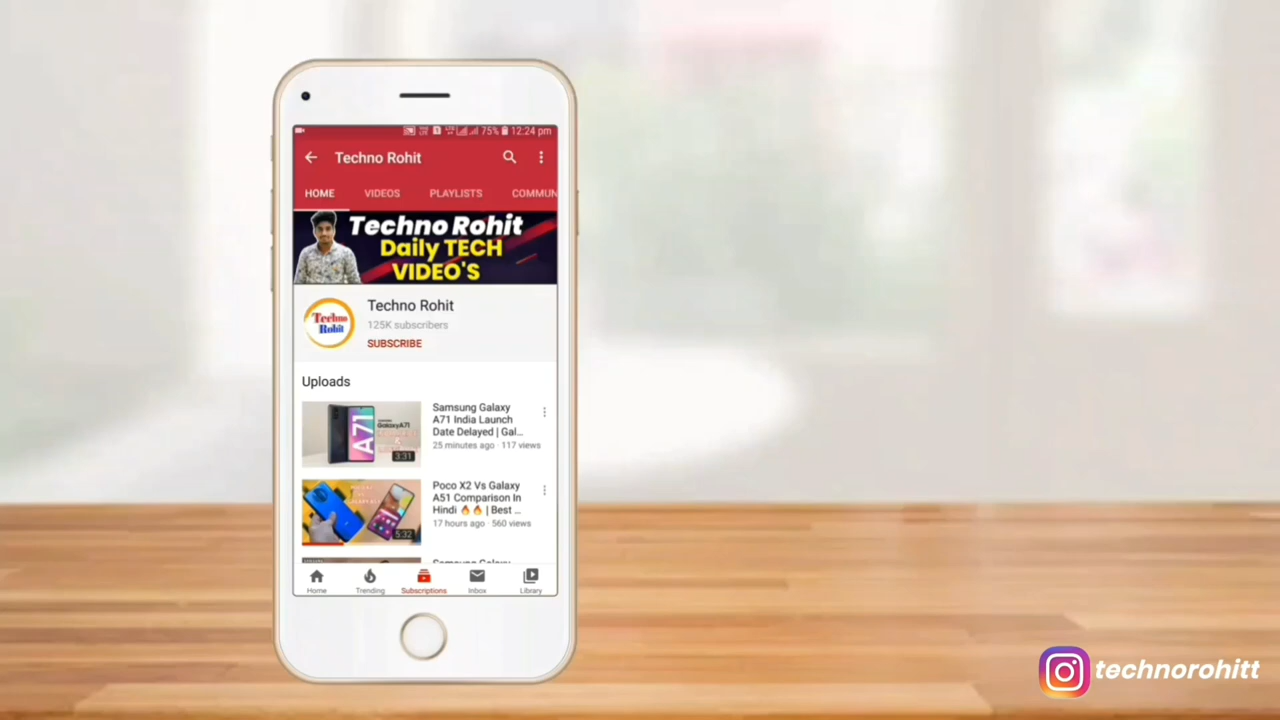 75% 12:24 pm
Techno Rohit
HOME VIDEOS PLAYLISTS COMMUN
Techno Rohit
Daily TECH
VIDEO'S
Techno
Rohit
Techno Rohit
125K subscribers
SUBSCRIBE
Uploads
A71
GalaxyA71
3:31
Samsung Galaxy
A71 India Launch
Date Delayed | Gal...
25 minutes ago · 117 views
5:32
Poco X2 Vs Galaxy
A51 Comparison In
Hindi 🔥🔥 | Best ...
17 hours ago · 560 views
Samsung Galaxy
Home Trending Subscriptions Inbox Library
technorohitt